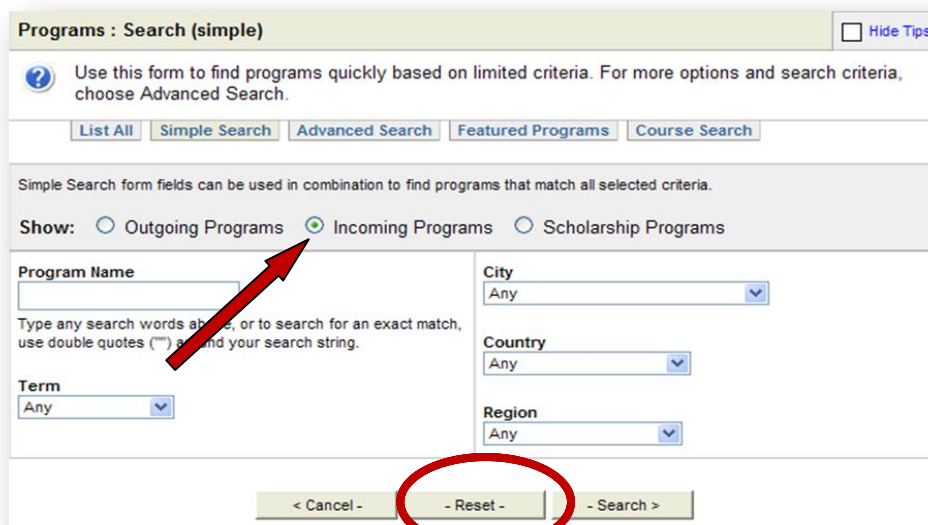 Programs : Search (simple)
Hide Tips
Use this form to find programs quickly based on limited criteria. For more options and search criteria,
choose Advanced Search.
List All Simple Search Advanced Search Featured Programs Course Search
Simple Search form fields can be used in combination to find programs that match all selected criteria.
Show: Outgoing Programs Incoming Programs Scholarship Programs
Program Name
Type any search words , or to search for an exact match,
use double quotes ("") your search string.
Term
Any
City
Any
Country
Any
Region
Any
< Cancel - - Reset - - Search >